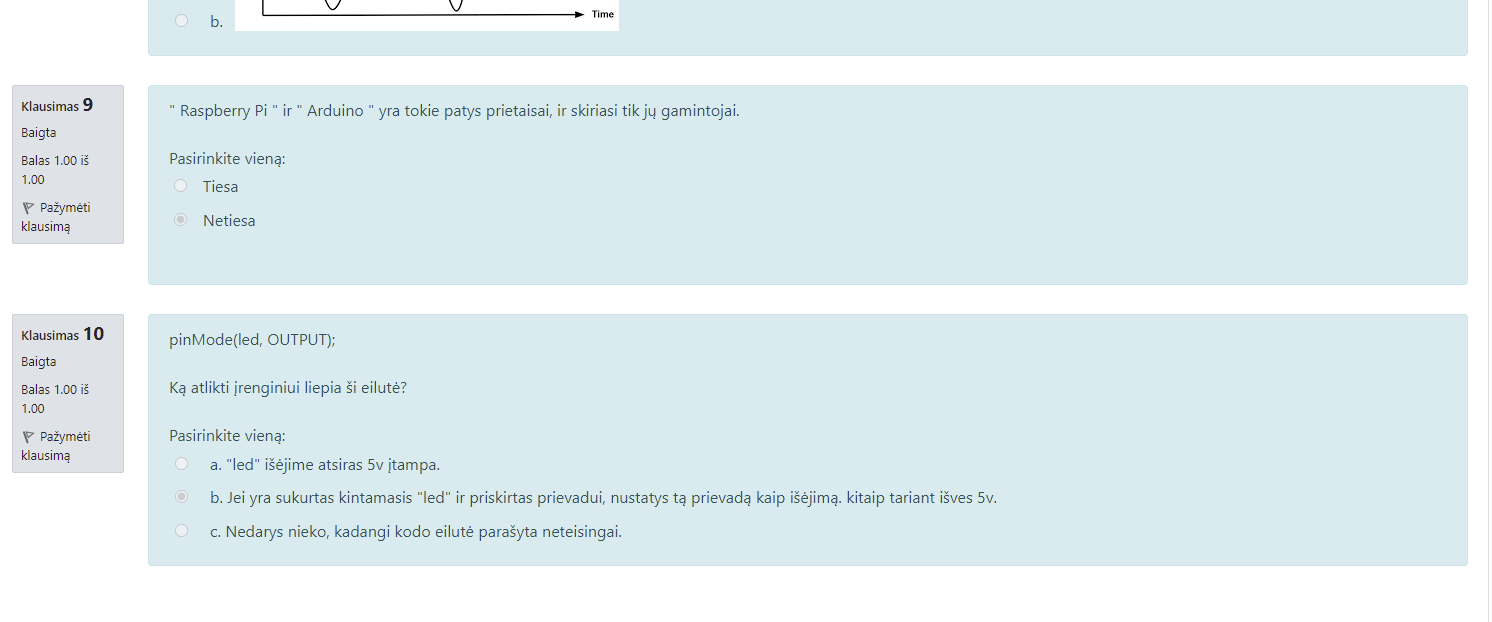 b.
Time
Klausimas 9
Baigta
Balas 1.00 iš
1.00
Pažymėti
klausimą
" Raspberry Pi " ir " Arduino " yra tokie patys prietaisai, ir skiriasi tik jų gamintojai.
Pasirinkite vieną:
Tiesa
Netiesa
Klausimas 10
Baigta
Balas 1.00 iš
1.00
Pažymėti
klausimą
pinMode(led, OUTPUT);
Ką atlikti įrenginiui liepia ši eilutė?
Pasirinkite vieną:
a. "led" išėjime atsiras 5v įtampa.
b. Jei yra sukurtas kintamasis "led" ir priskirtas prievadui, nustatys tą prievadą kaip išėjimą. kitaip tariant išves 5v.
c. Nedarys nieko, kadangi kodo eilutė parašyta neteisingai.